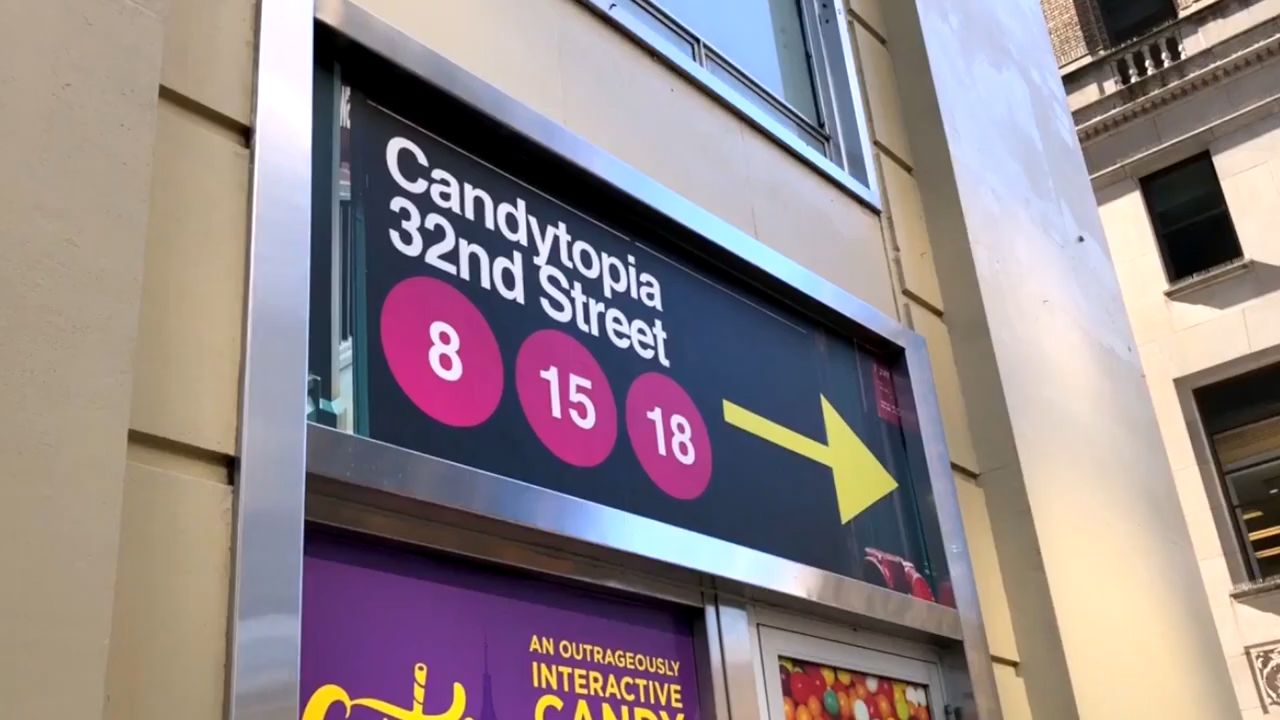 Candytopia
32nd Street
8 15 18
AN OUTRAGEOUSLY
INTERACTIVE
CANDY